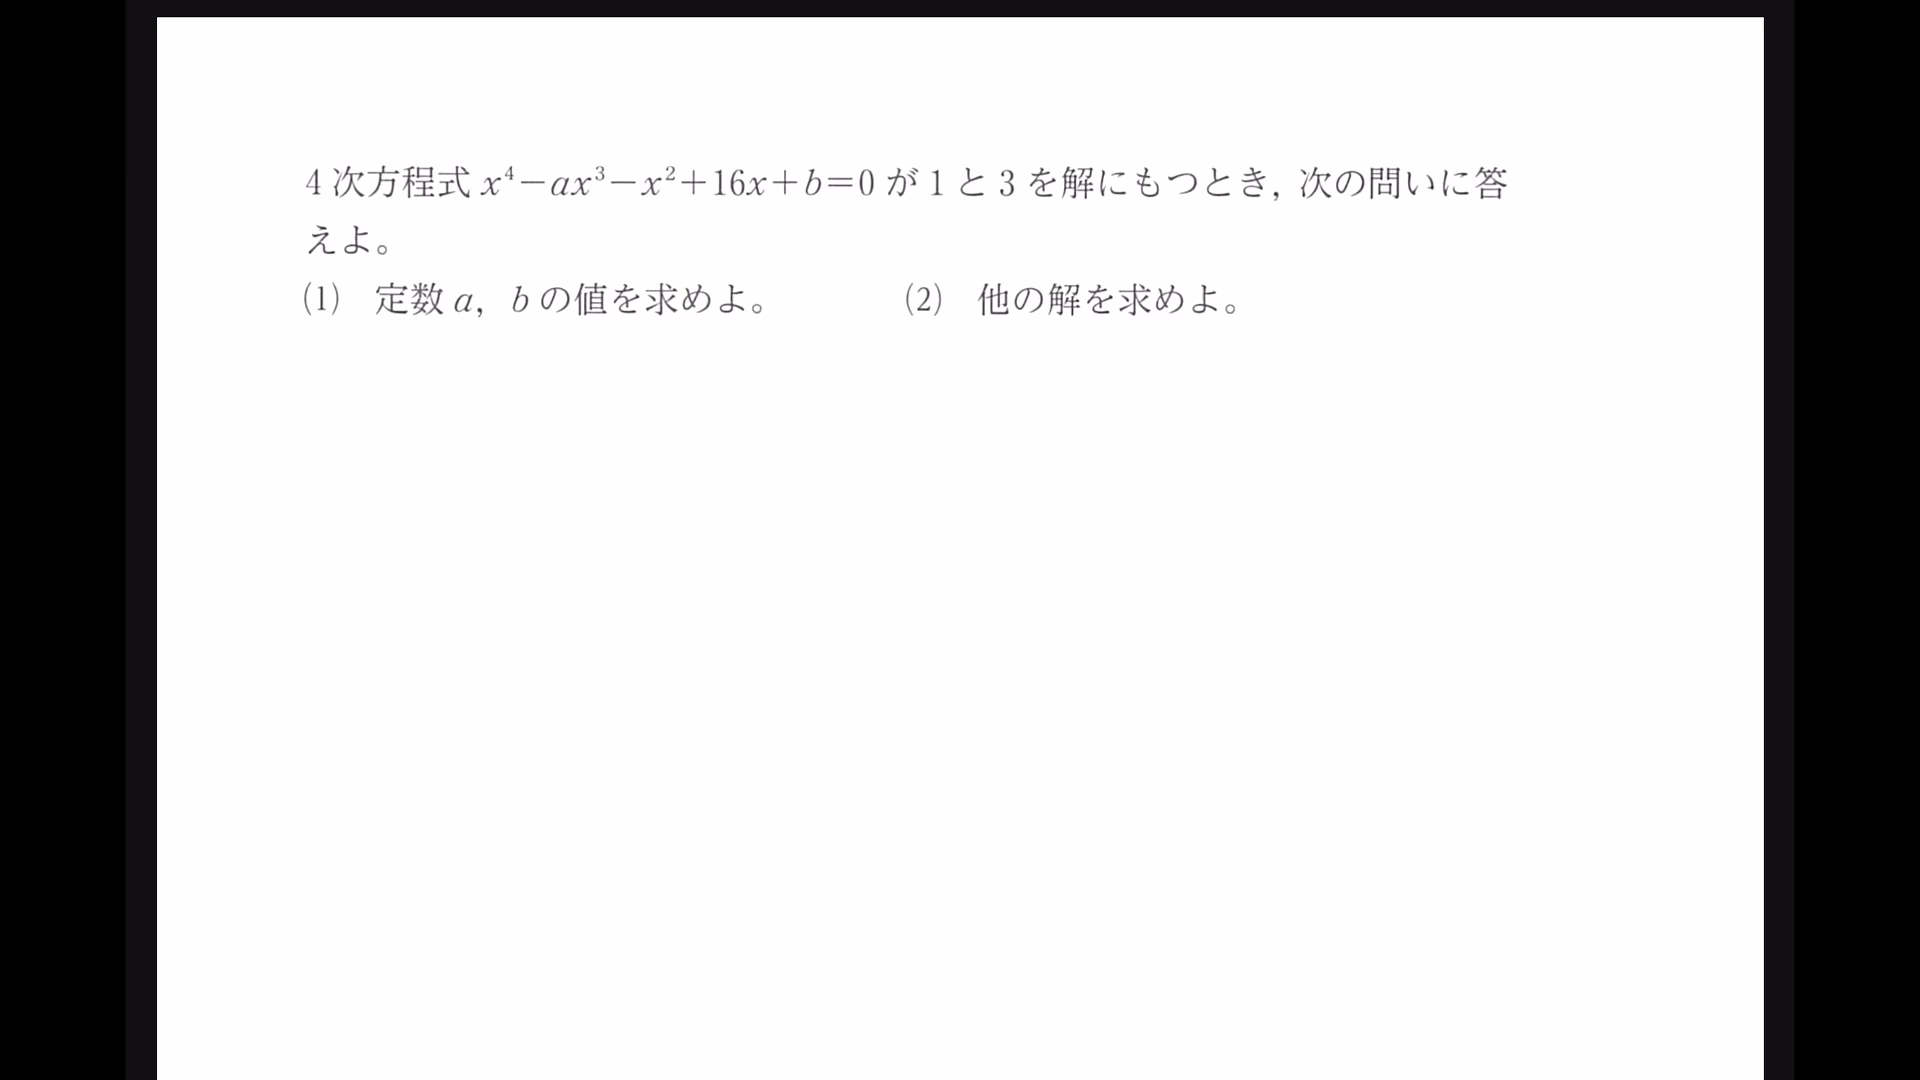 4 次方程式 x⁴−ax³−x²+16x+b=0 が 1 と 3 を解にもつとき, 次の問いに答
えよ。
(1) 定数 a, b の値を求めよ。 (2) 他の解を求めよ。